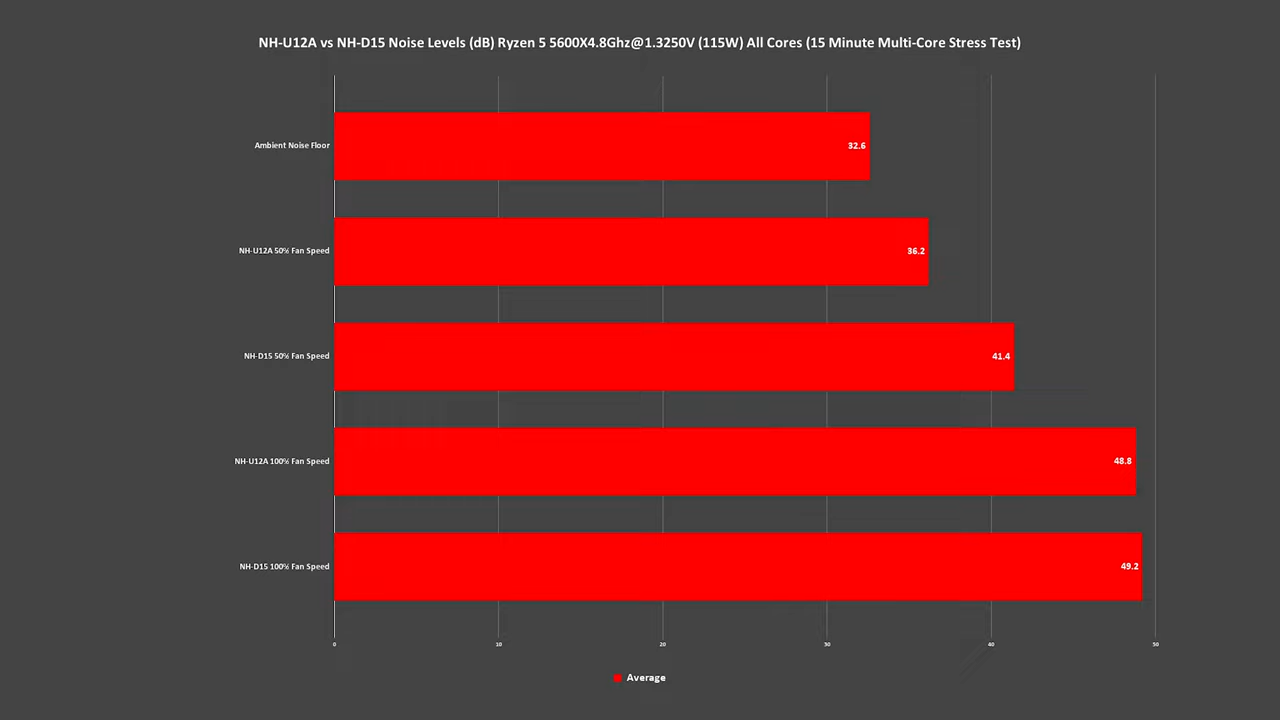 NH-U12A vs NH-D15 Noise Levels (dB) Ryzen 5 5600X4.8Ghz@1.3250V (115W) All Cores (15 Minute Multi-Core Stress Test)
Ambient Noise Floor
32.6
NH-U12A 50% Fan Speed
36.2
NH-D15 50% Fan Speed
41.4
NH-U12A 100% Fan Speed
48.8
NH-D15 100% Fan Speed
49.2
0 10 20 30 40 50
Average